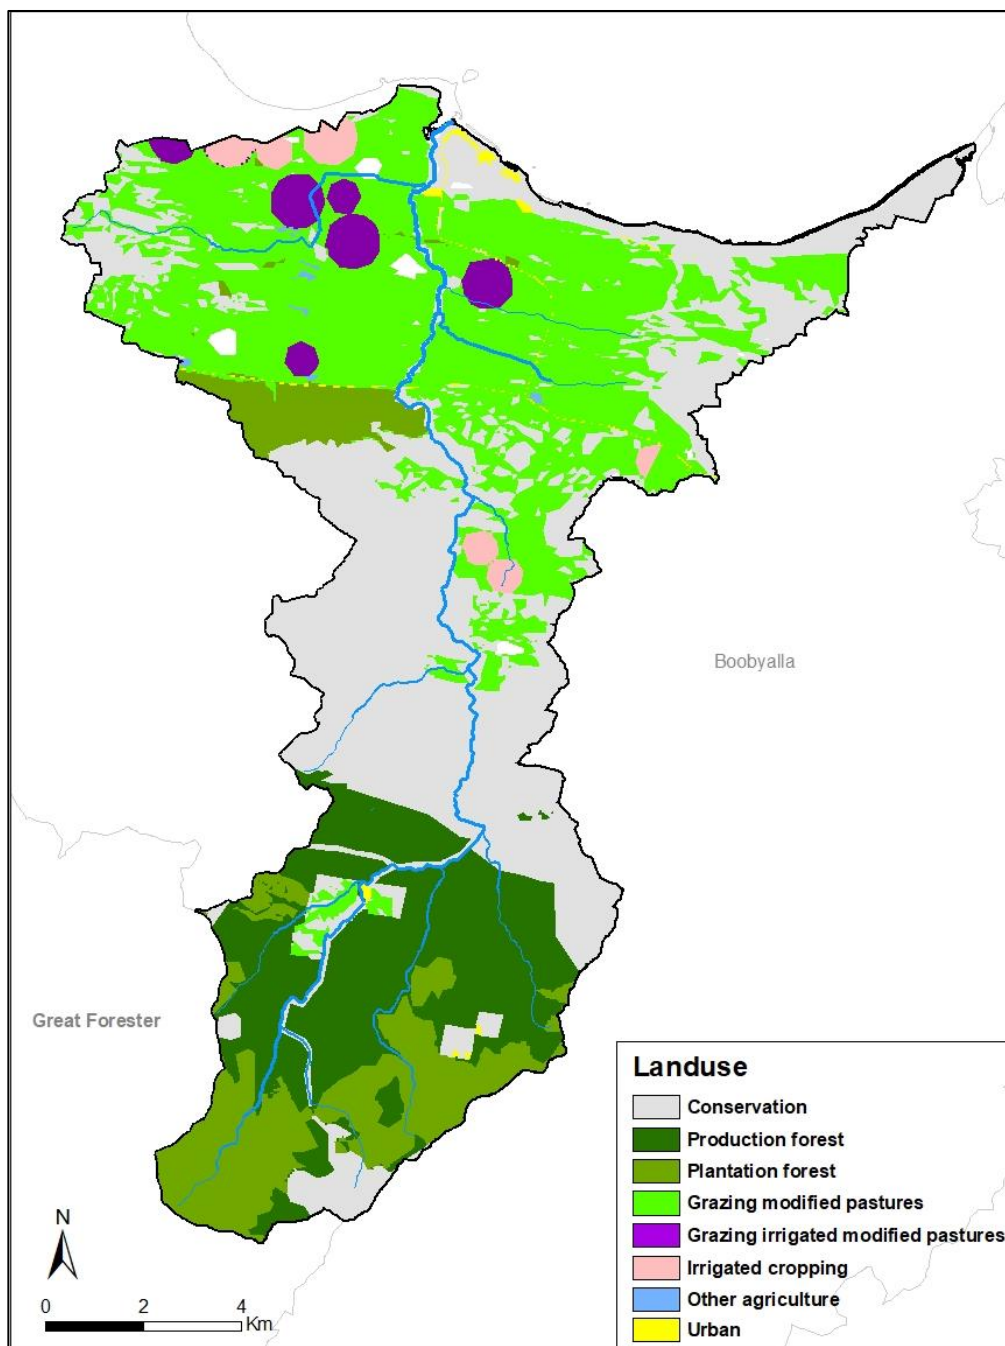 Boobyalla
Great Forester
Landuse
Conservation
Production forest
Plantation forest
Grazing modified pastures
Grazing irrigated modified pastures
Irrigated cropping
Other agriculture
Urban
N
0 2 4
Km